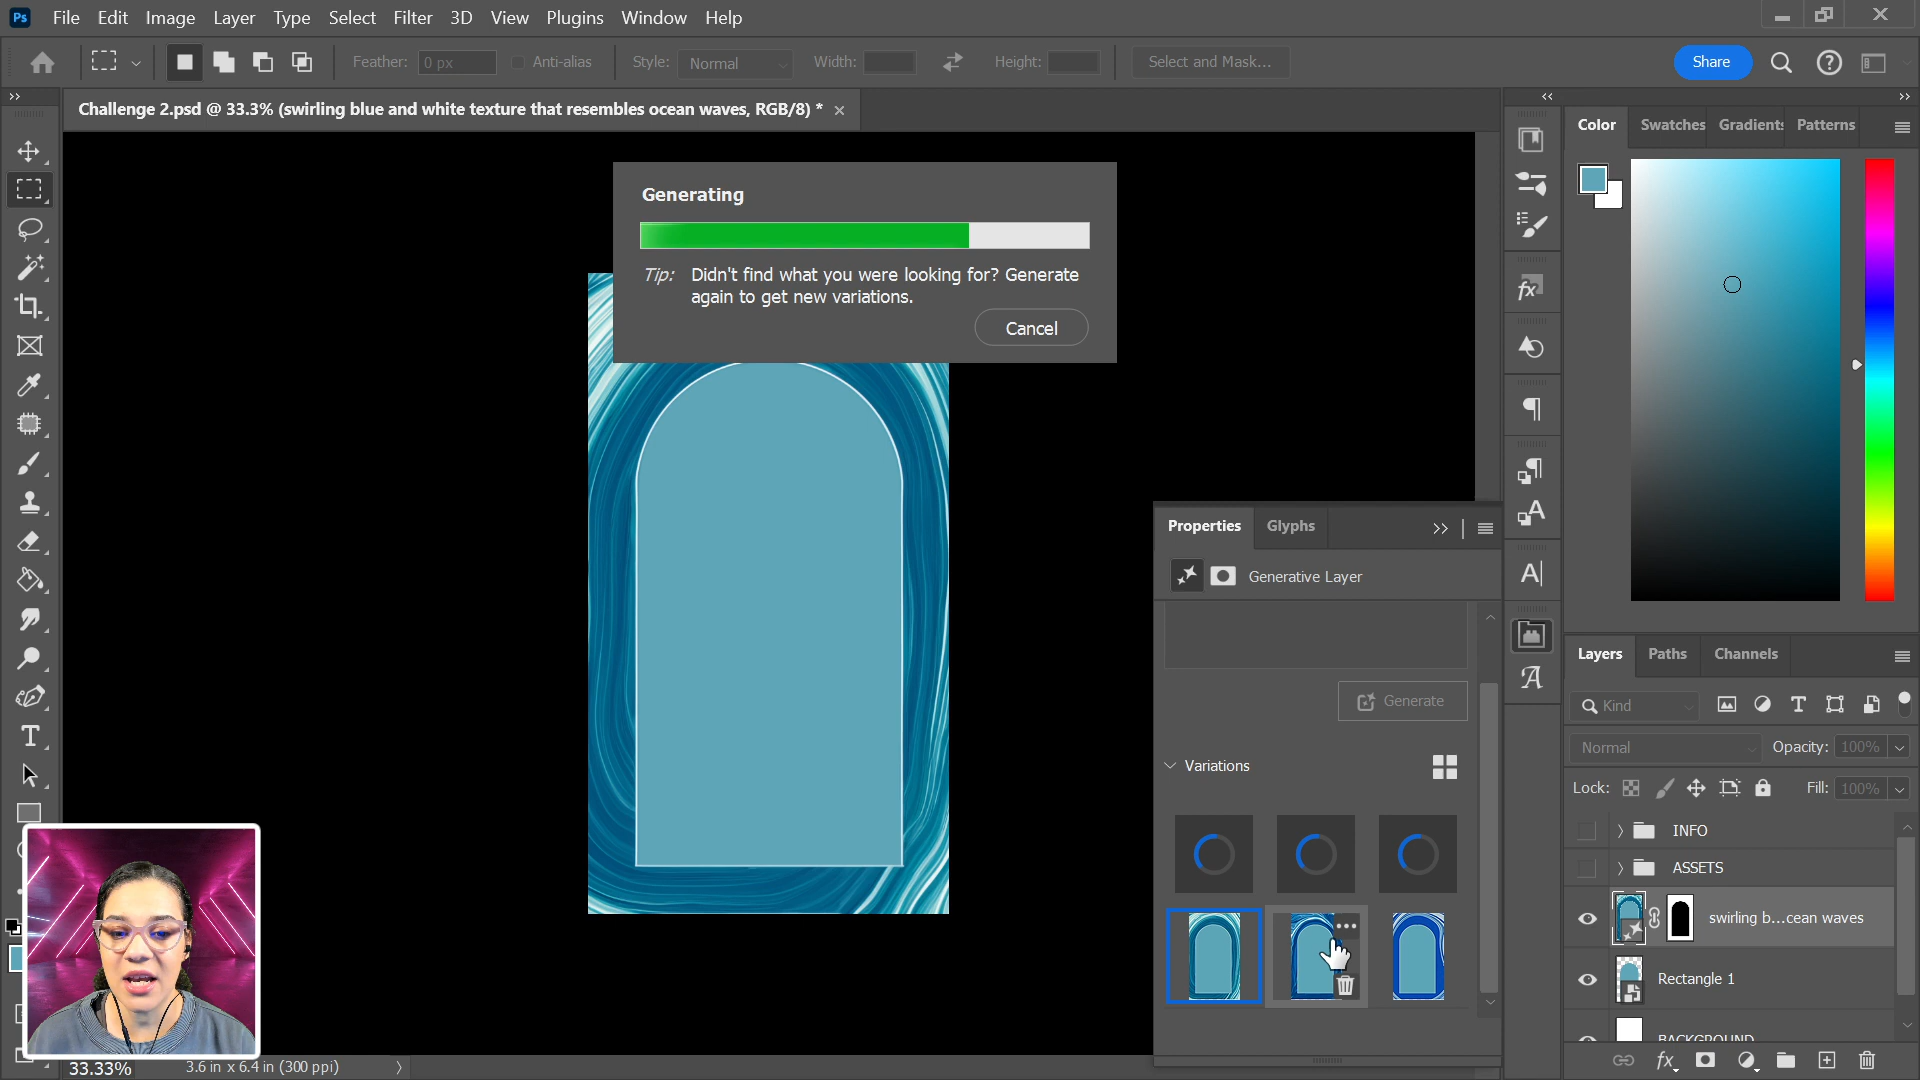 Ps File Edit Image Layer Type Select Filter 3D View Plugins Window Help
Feather: 0 px Anti-alias Style: Normal Width: Height: Select and Mask... Share
Challenge 2.psd @ 33.3% (swirling blue and white texture that resembles ocean waves, RGB/8) *
Color Swatches Gradients Patterns
Generating
Tip: Didn't find what you were looking for? Generate
again to get new variations.
Cancel
Properties Glyphs
Generative Layer
Generate
Variations
Layers Paths Channels
Kind
Normal Opacity: 100%
Lock: Fill: 100%
INFO
ASSETS
swirling b...cean waves
Rectangle 1
BACKGROUND
33.33% 3.6 in x 6.4 in (300 ppi)